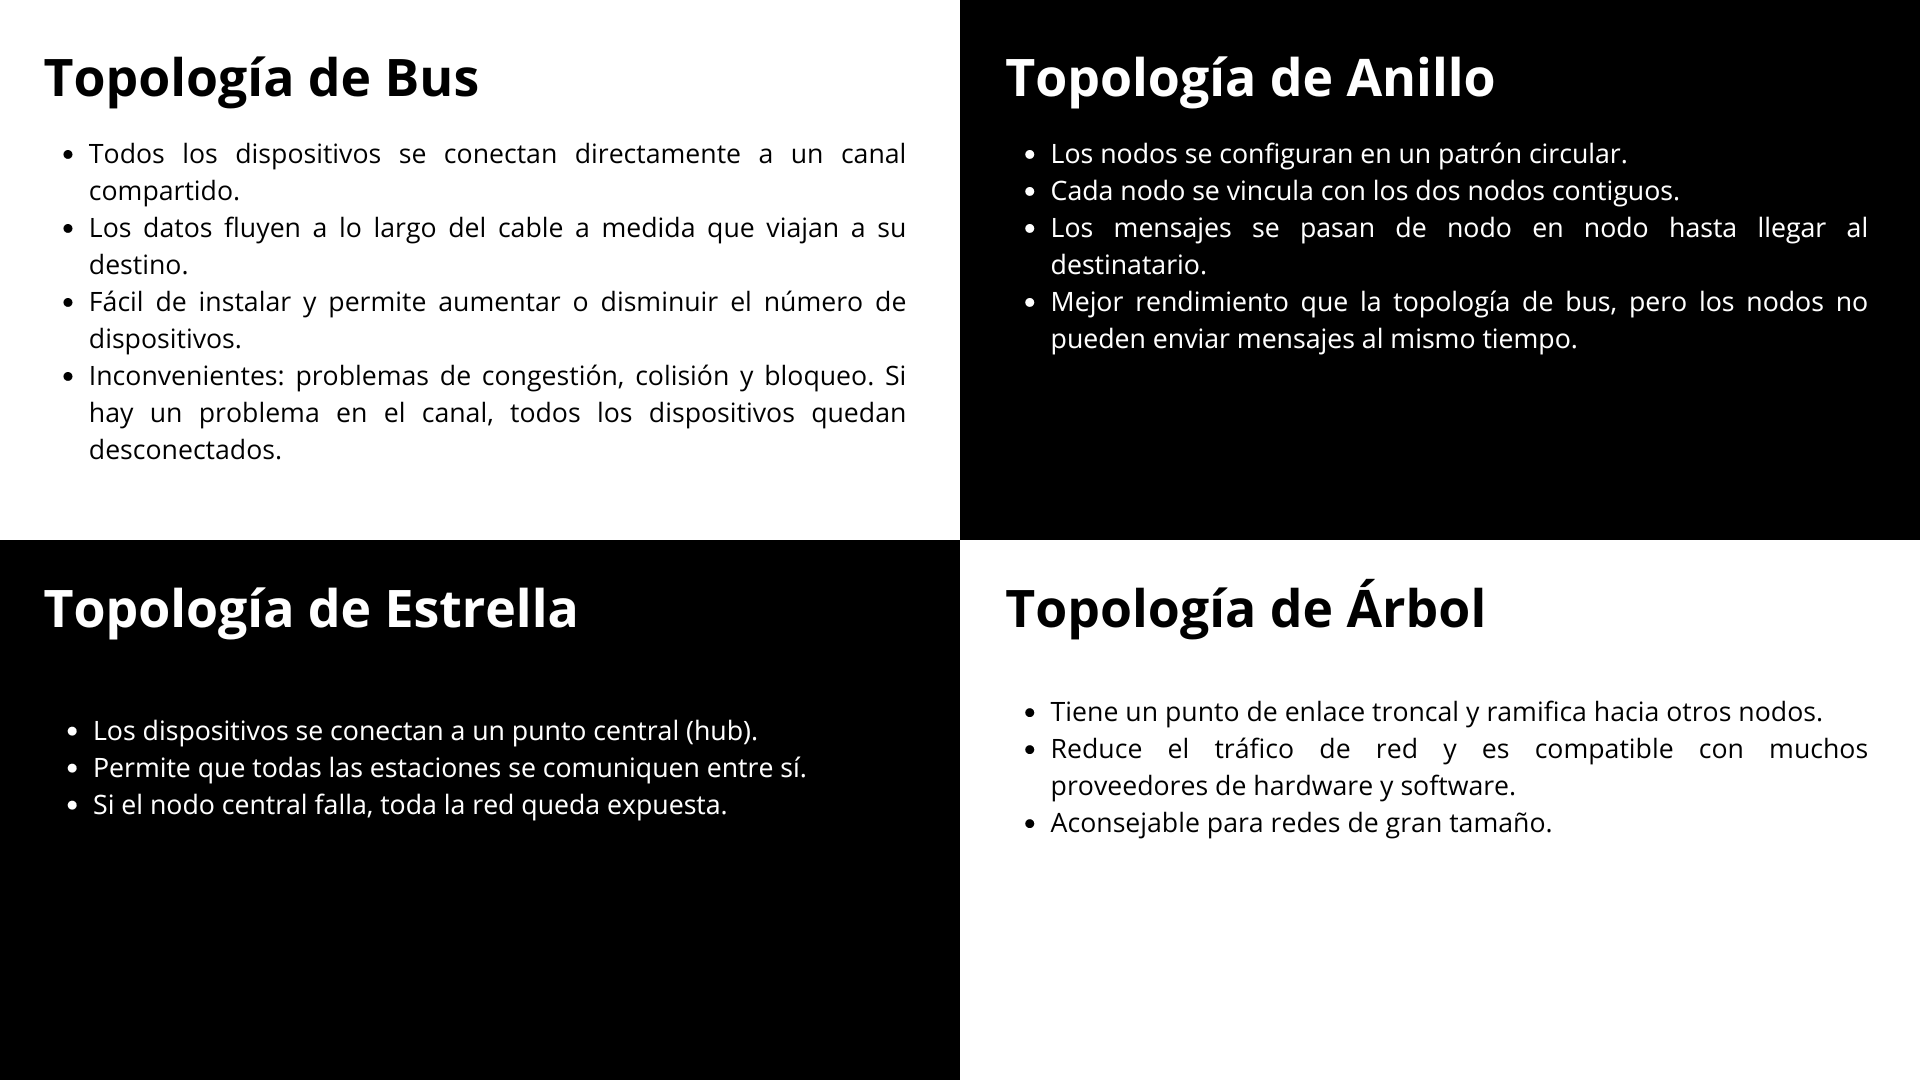 Topología de Bus
• Todos los dispositivos se conectan directamente a un canal
compartido.
• Los datos fluyen a lo largo del cable a medida que viajan a su
destino.
• Fácil de instalar y permite aumentar o disminuir el número de
dispositivos.
• Inconvenientes: problemas de congestión, colisión y bloqueo. Si
hay un problema en el canal, todos los dispositivos quedan
desconectados.
Topología de Anillo
• Los nodos se configuran en un patrón circular.
• Cada nodo se vincula con los dos nodos contiguos.
• Los mensajes se pasan de nodo en nodo hasta llegar al
destinatario.
• Mejor rendimiento que la topología de bus, pero los nodos no
pueden enviar mensajes al mismo tiempo.
Topología de Estrella
• Los dispositivos se conectan a un punto central (hub).
• Permite que todas las estaciones se comuniquen entre sí.
• Si el nodo central falla, toda la red queda expuesta.
Topología de Árbol
• Tiene un punto de enlace troncal y ramifica hacia otros nodos.
• Reduce el tráfico de red y es compatible con muchos
proveedores de hardware y software.
• Aconsejable para redes de gran tamaño.